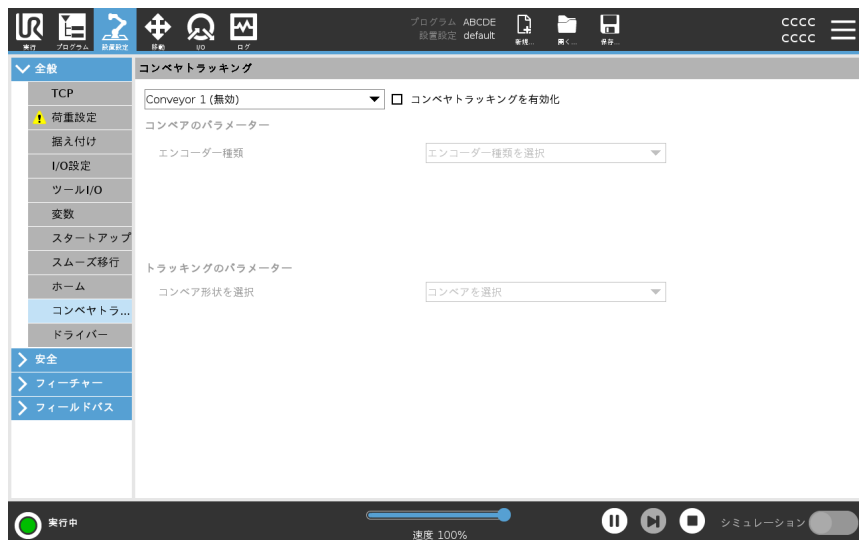 UR
実行
プログラム
設置設定
移動
I/O
ログ
プログラム ABCDE
設置設定 default
新規...
開く...
保存...
CCCC
CCCC
全般
コンベヤトラッキング
TCP
荷重設定
据え付け
I/O設定
ツールI/O
変数
スタートアップ
スムーズ移行
ホーム
コンベヤトラ...
ドライバー
安全
フィーチャー
フィールドバス
Conveyor 1 (無効)
コンベヤトラッキングを有効化
コンベアのパラメーター
エンコーダー種類
エンコーダー種類を選択
トラッキングのパラメーター
コンベア形状を選択
コンベアを選択
実行中
速度 100%
シミュレーション